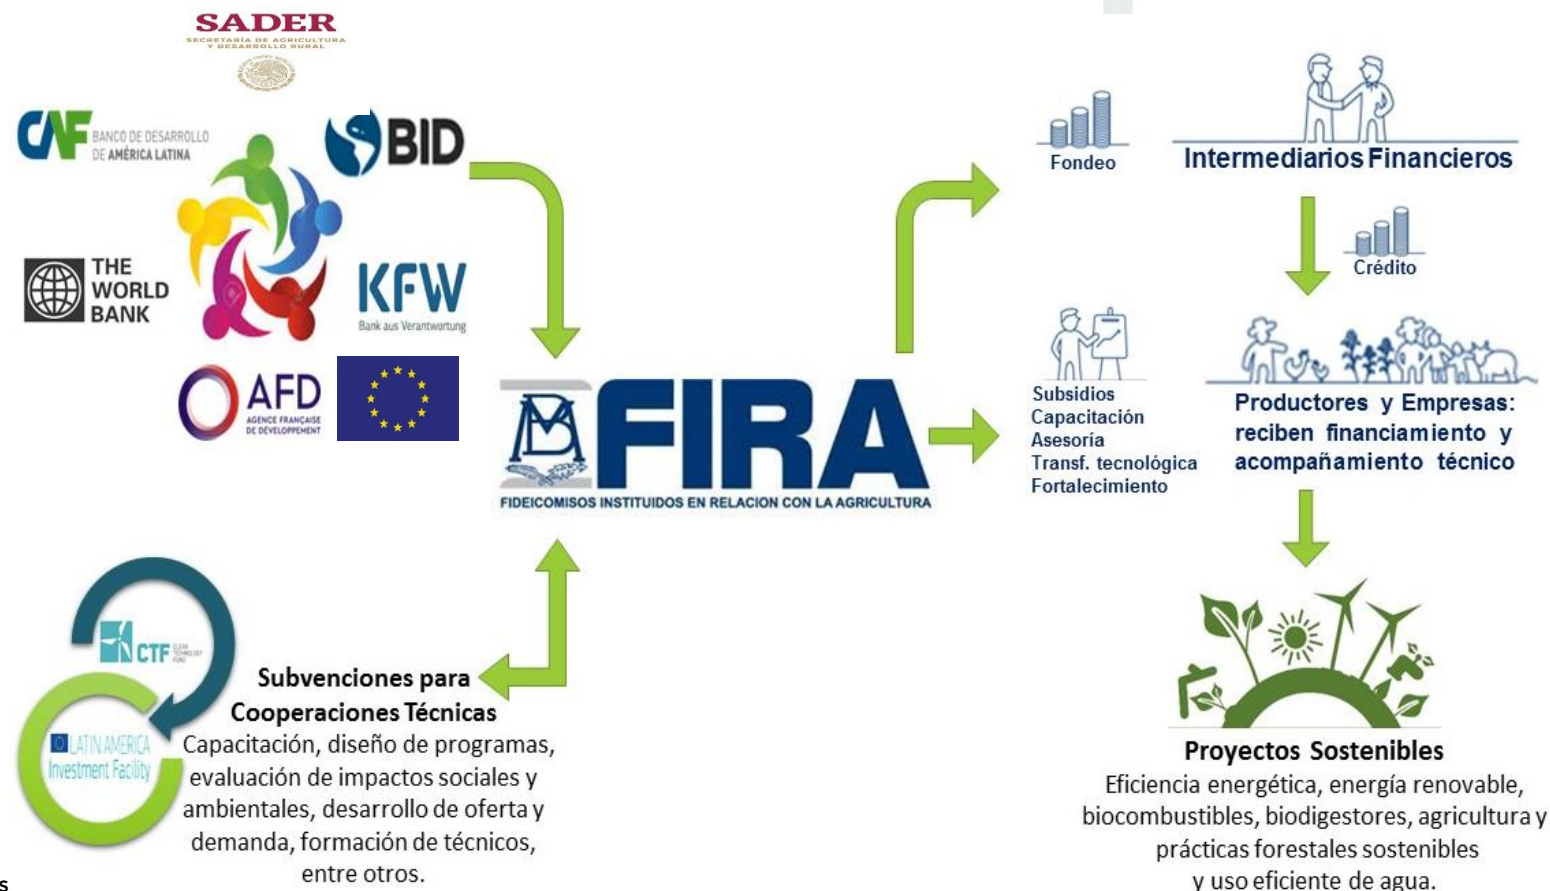 SADER
SECRETARÍA DE AGRICULTURA
Y DESARROLLO RURAL
CAF
BANCO DE DESARROLLO
DE AMÉRICA LATINA
BID
THE
WORLD
BANK
KFW
Bank aus Verantwortung
AFD
AGENCE FRANÇAISE
DE DÉVELOPPEMENT
FIRA
FIDEICOMISOS INSTITUIDOS EN RELACION CON LA AGRICULTURA
Fondeo
Intermediarios Financieros
Crédito
Subsidios
Capacitación
Asesoría
Transf. tecnológica
Fortalecimiento
Productores y Empresas:
reciben financiamiento y
acompañamiento técnico
CTF
CLEAN
TECHNOLOGY
FUND
LATIN AMERICA
Investment Facility
Subvenciones para
Cooperaciones Técnicas
Capacitación, diseño de programas,
evaluación de impactos sociales y
ambientales, desarrollo de oferta y
demanda, formación de técnicos,
entre otros.
Proyectos Sostenibles
Eficiencia energética, energía renovable,
biocombustibles, biodigestores, agricultura y
prácticas forestales sostenibles
y uso eficiente de agua.
s